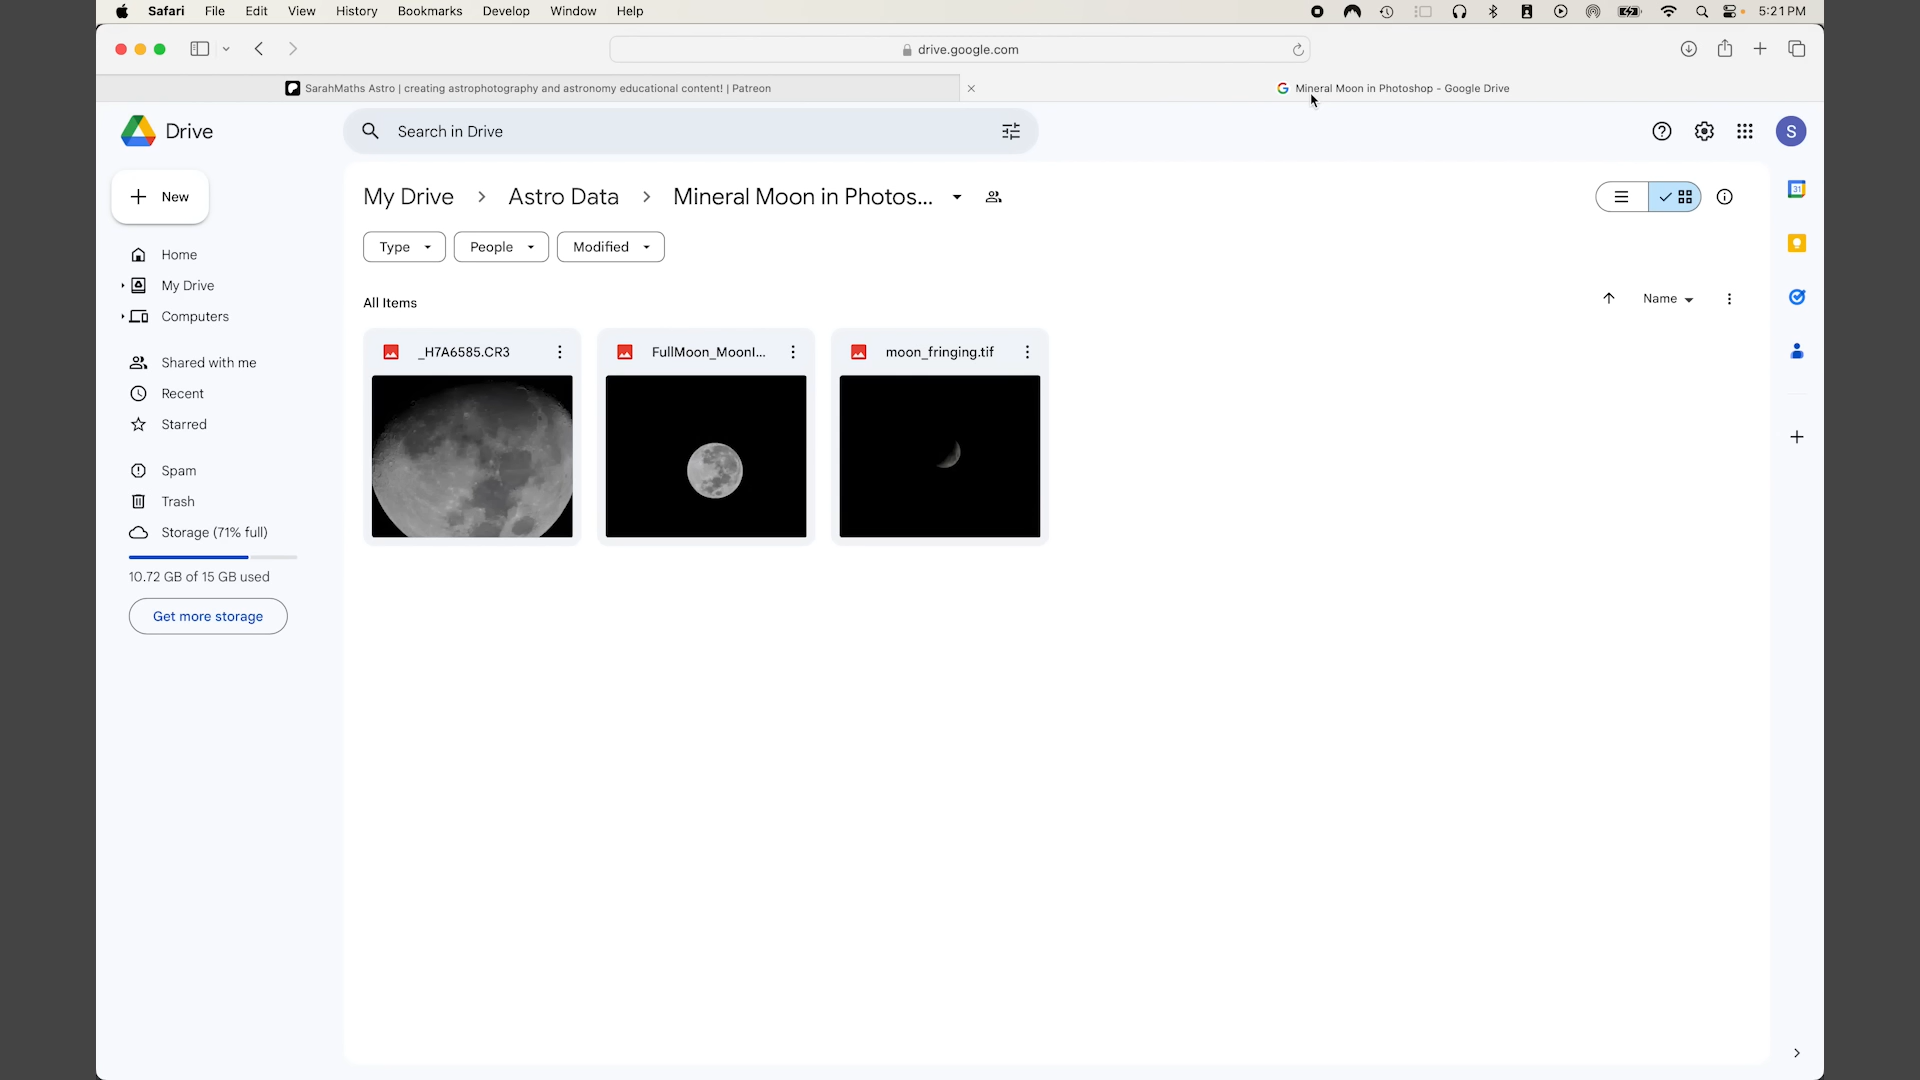 Safari File Edit View History Bookmarks Develop Window Help 5:21 PM
drive.google.com
SarahMaths Astro | creating astrophotography and astronomy educational content! | Patreon
Mineral Moon in Photoshop - Google Drive
Drive
Search in Drive
S
New
My Drive > Astro Data > Mineral Moon in Photos...
31
Type People Modified
Home
My Drive
Computers
All Items
Name
Shared with me
Recent
Starred
Spam
Trash
Storage (71% full)
10.72 GB of 15 GB used
Get more storage
_H7A6585.CR3
FullMoon_MoonI...
moon_fringing.tif